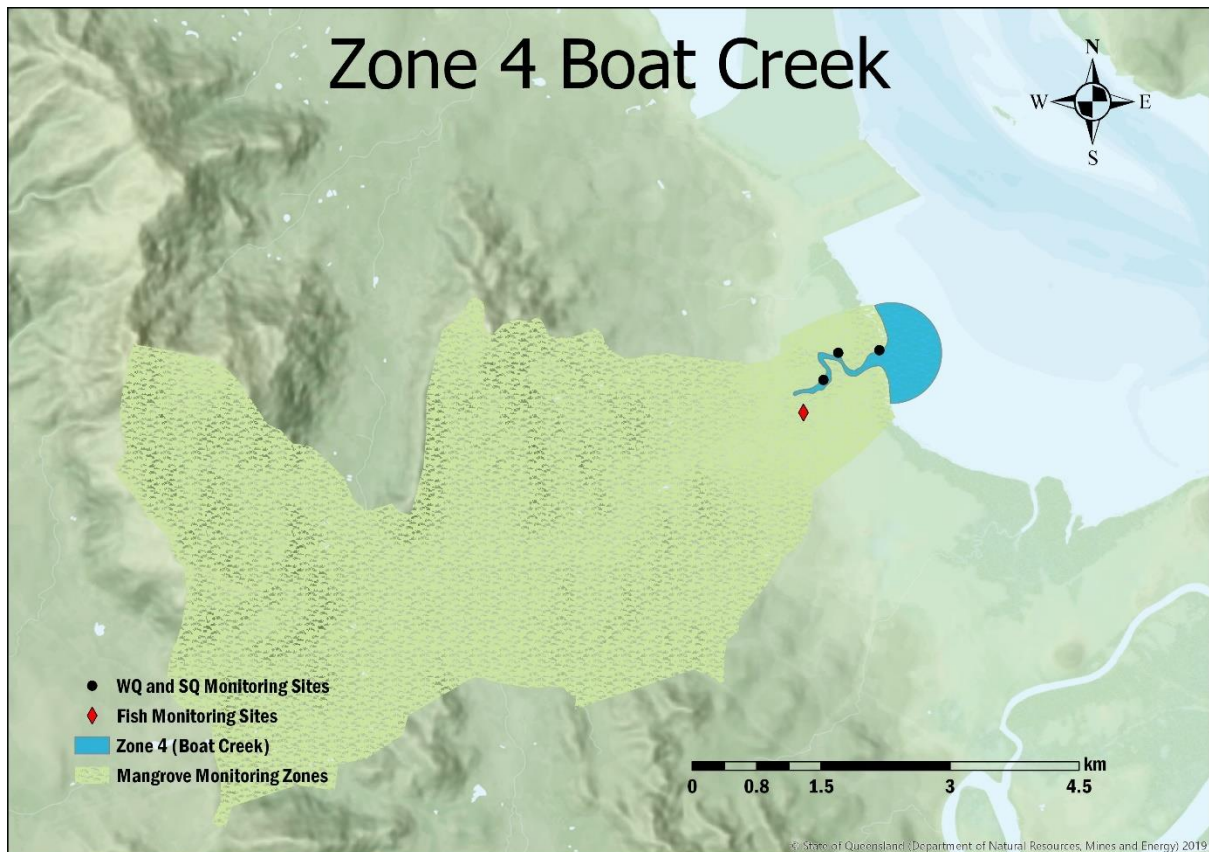 Zone 4 Boat Creek
N
W E
S
WQ and SQ Monitoring Sites
Fish Monitoring Sites
Zone 4 (Boat Creek)
Mangrove Monitoring Zones
km
0 0.8 1.5 3 4.5
© State of Queensland (Department of Natural Resources, Mines and Energy) 2019